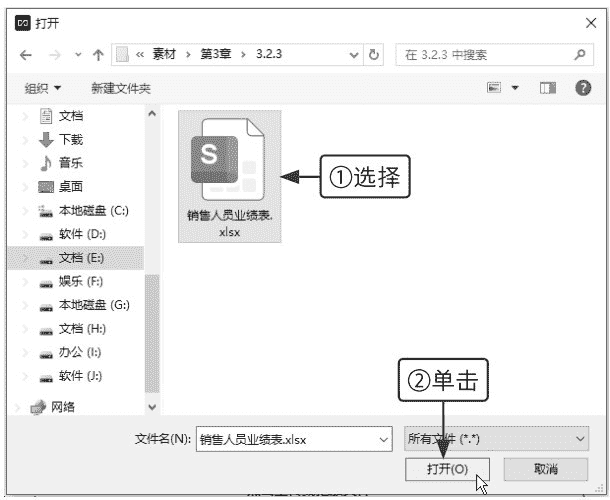 打开
« 素材 › 第3章 › 3.2.3
在 3.2.3 中搜索
组织
新建文件夹
文档
下载
音乐
桌面
本地磁盘 (C:)
软件 (D:)
文档 (E:)
娱乐 (F:)
本地磁盘 (G:)
文档 (H:)
办公 (I:)
软件 (J:)
网络
S
销售人员业绩表.
xlsx
①选择
②单击
文件名(N):
销售人员业绩表.xlsx
所有文件 (*.*)
打开(O)
取消